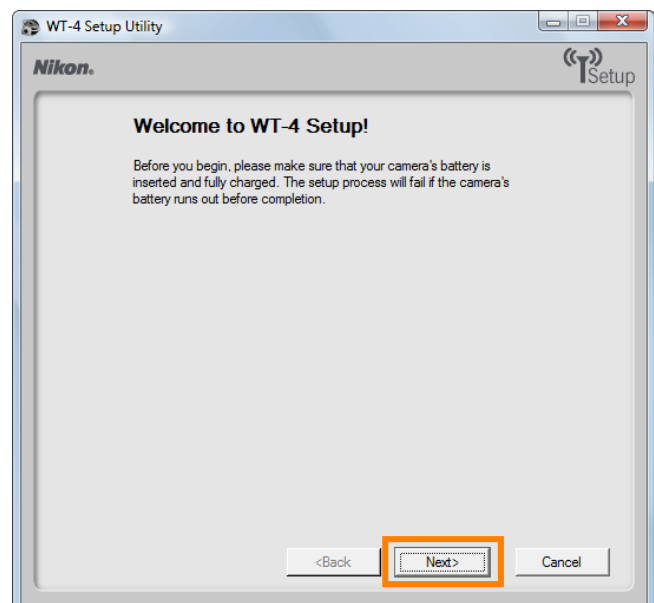 WT-4 Setup Utility
Nikon.
Setup
Welcome to WT-4 Setup!
Before you begin, please make sure that your camera's battery is
inserted and fully charged. The setup process will fail if the camera's
battery runs out before completion.
<Back Next> Cancel